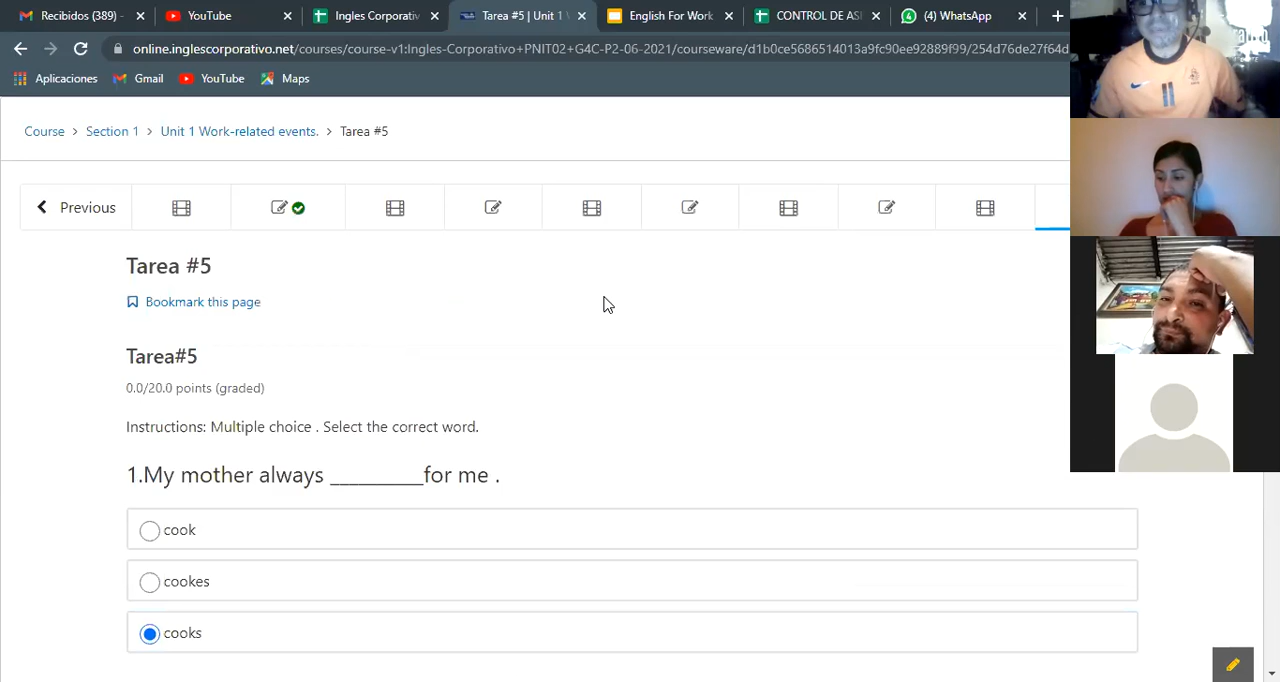 Recibidos (389) -
YouTube
Ingles Corporativ
Tarea #5 | Unit 1
English For Work
CONTROL DE ASI
(4) WhatsApp
online.inglescorporativo.net/courses/course-v1:Ingles-Corporativo+PNIT02+G4C-P2-06-2021/courseware/d1b0ce5686514013a9fc90ee92889f99/254d76de27f64d
Aplicaciones
Gmail
YouTube
Maps
Course > Section 1 > Unit 1 Work-related events. > Tarea #5
Previous
Tarea #5
Bookmark this page
Tarea#5
0.0/20.0 points (graded)
Instructions: Multiple choice . Select the correct word.
1.My mother always _________for me .
cook
cookes
cooks